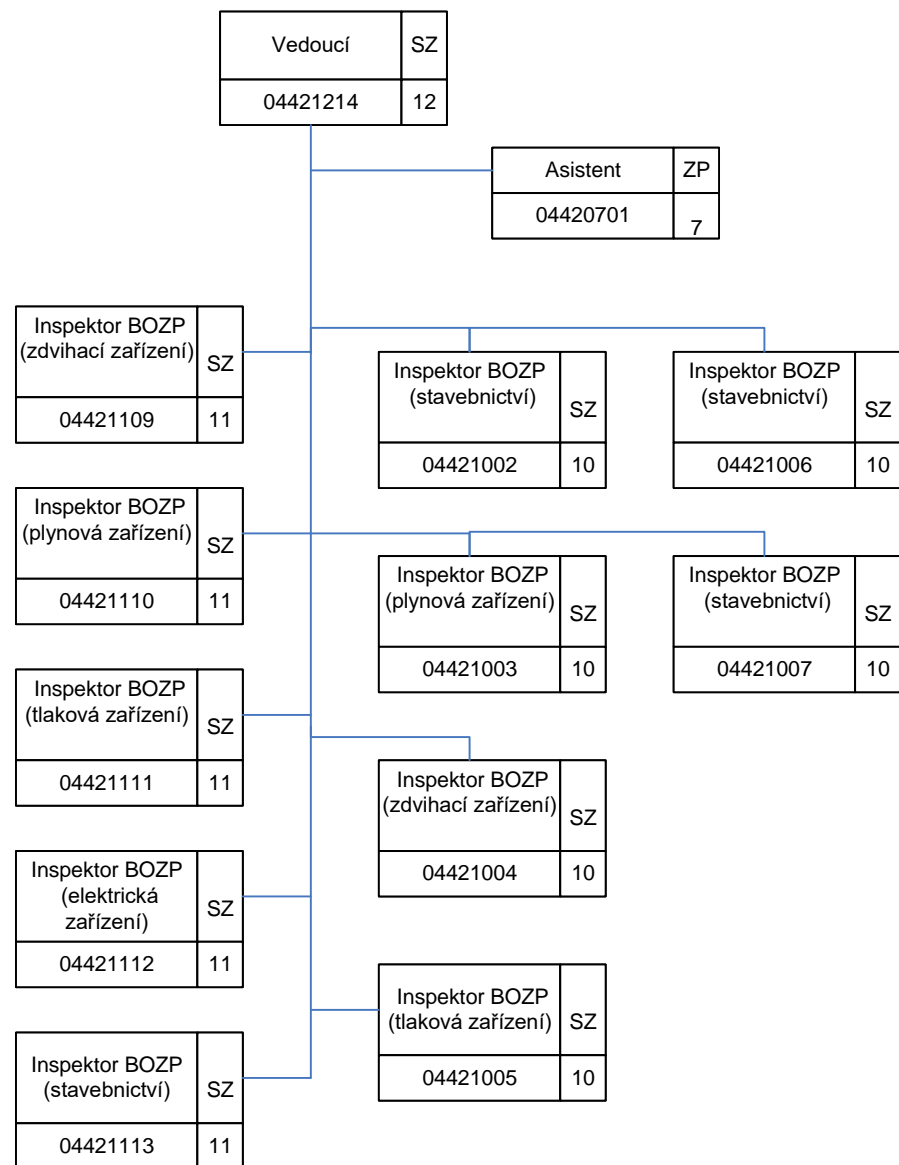 Vedoucí SZ
04421214 12
Asistent ZP
04420701 7
Inspektor BOZP
(zdvihací zařízení) SZ
04421109 11
Inspektor BOZP
(stavebnictví) SZ
04421002 10
Inspektor BOZP
(stavebnictví) SZ
04421006 10
Inspektor BOZP
(plynová zařízení) SZ
04421110 11
Inspektor BOZP
(plynová zařízení) SZ
04421003 10
Inspektor BOZP
(stavebnictví) SZ
04421007 10
Inspektor BOZP
(tlaková zařízení) SZ
04421111 11
Inspektor BOZP
(zdvihací zařízení) SZ
04421004 10
Inspektor BOZP
(elektrická SZ
zařízení)
04421112 11
Inspektor BOZP
(tlaková zařízení) SZ
04421005 10
Inspektor BOZP
(stavebnictví) SZ
04421113 11